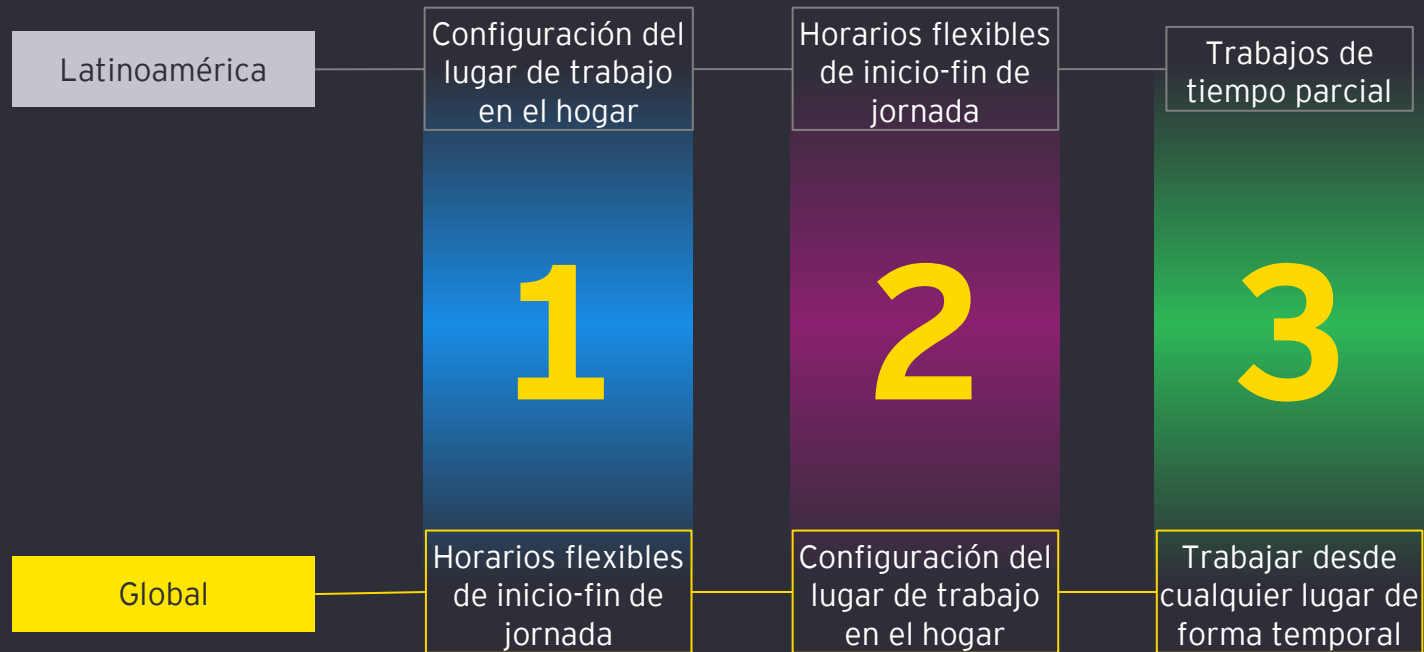 Latinoamérica
Configuración del
lugar de trabajo
en el hogar
Horarios flexibles
de inicio-fin de
jornada
Trabajos de
tiempo parcial
1
2
3
Global
Horarios flexibles
de inicio-fin de
jornada
Configuración del
lugar de trabajo
en el hogar
Trabajar desde
cualquier lugar de
forma temporal